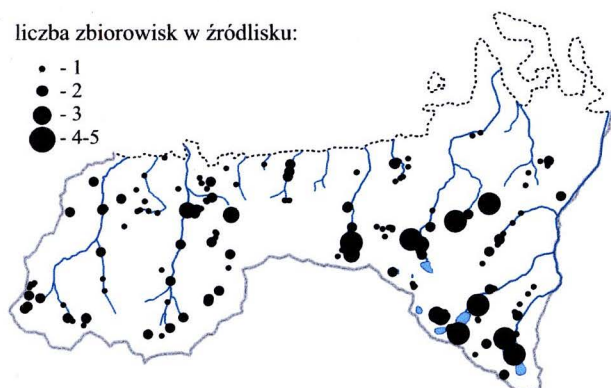 liczba zbiorowisk w źródlisku:
- 1
- 2
- 3
- 4-5